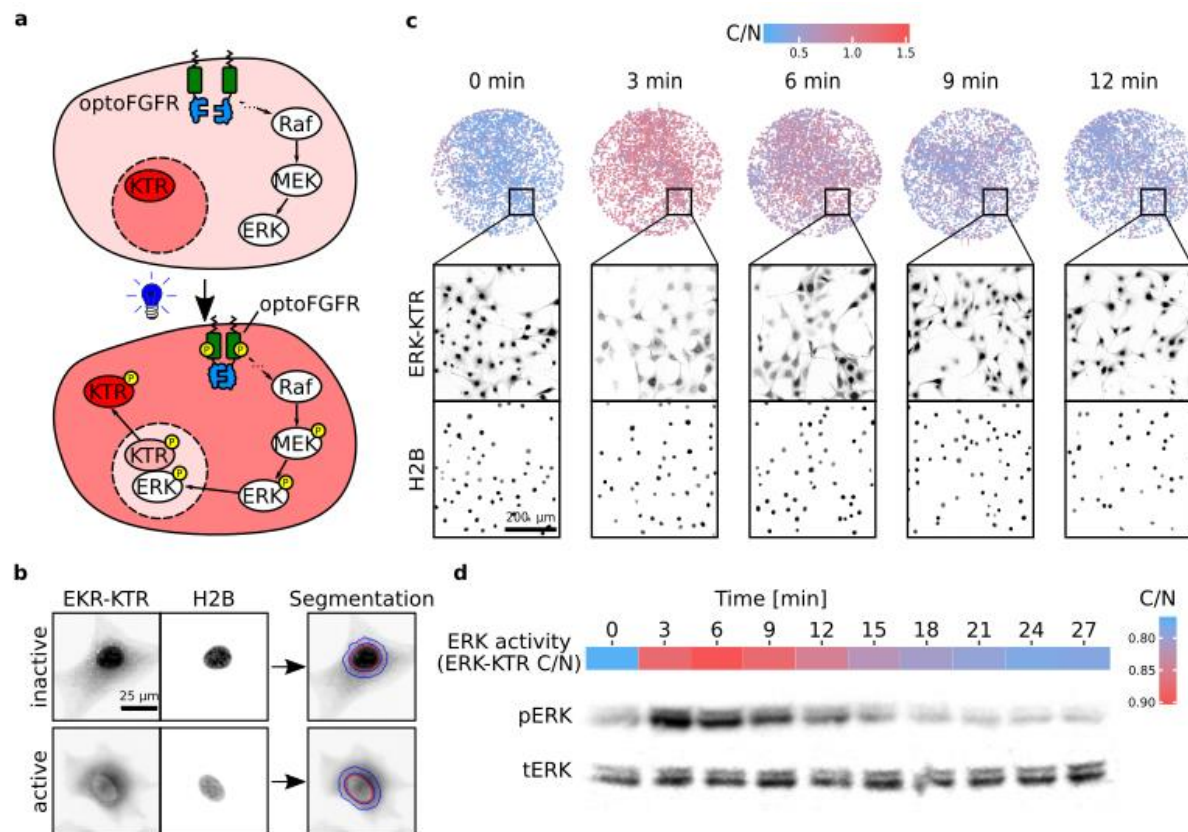 a
optoFGFR
Raf
MEK
ERK
KTR
optoFGFR
P P
Raf
KTR P
MEK P
KTR P
ERK P
ERK P
b
EKR-KTR H2B Segmentation
inactive
25 µm
active
c
C/N
0.5 1.0 1.5
0 min 3 min 6 min 9 min 12 min
ERK-KTR
H2B
200 µm
d
Time [min]
C/N
0 3 6 9 12 15 18 21 24 27
ERK activity
(ERK-KTR C/N)
0.80
0.85
0.90
pERK
tERK